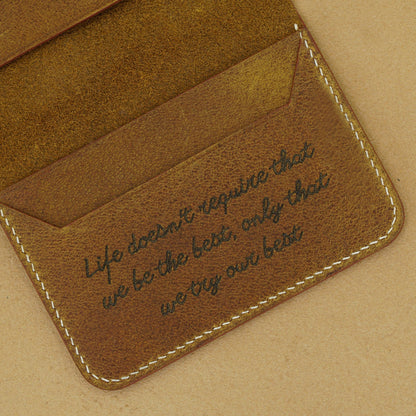 Life doesn't require that
we be the best, only that
we try our best